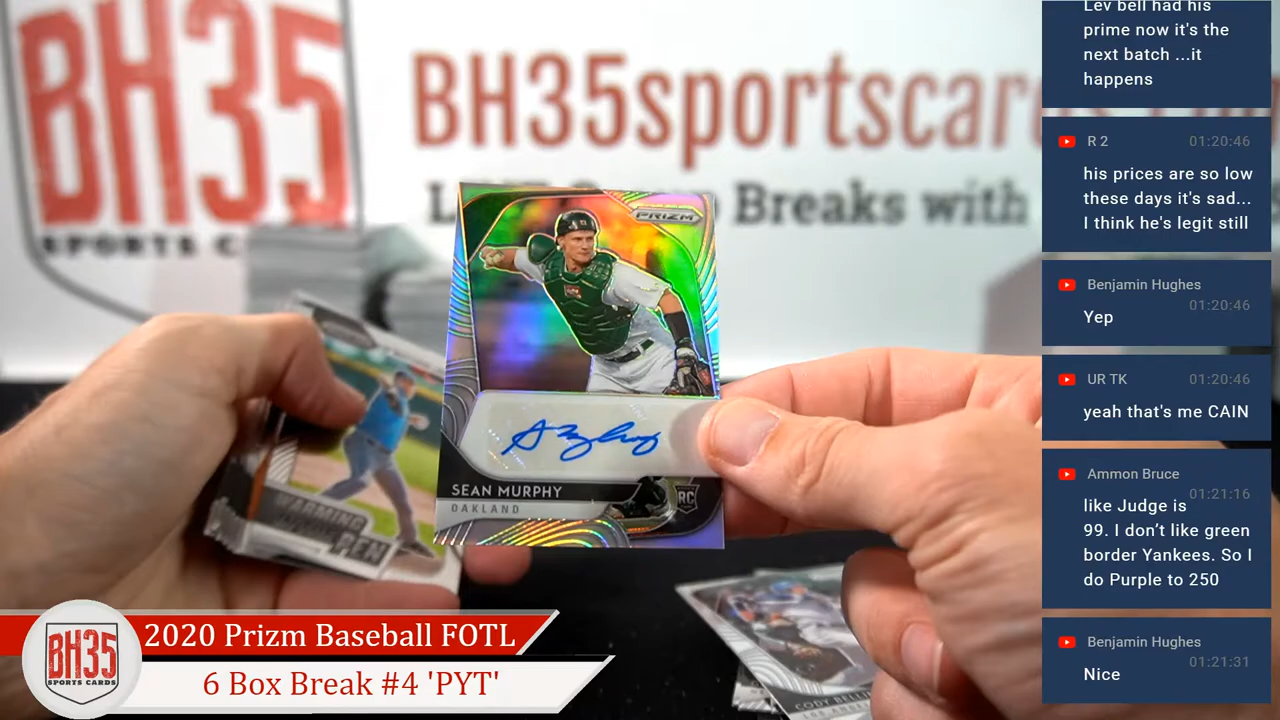 BH35
SPORTS C
BH35sportscar
Breaks with
PRIZM
SEAN MURPHY
OAKLAND
RC
WARMING
PEN
CODY BELLI
BH35
SPORTS CARDS
2020 Prizm Baseball FOTL
6 Box Break #4 'PYT'
Lev bell had his
prime now it's the
next batch ...it
happens
R 2 01:20:46
his prices are so low
these days it's sad...
I think he's legit still
Benjamin Hughes
01:20:46
Yep
UR TK 01:20:46
yeah that's me CAIN
Ammon Bruce
01:21:16
like Judge is
99. I don’t like green
border Yankees. So I
do Purple to 250
Benjamin Hughes
01:21:31
Nice